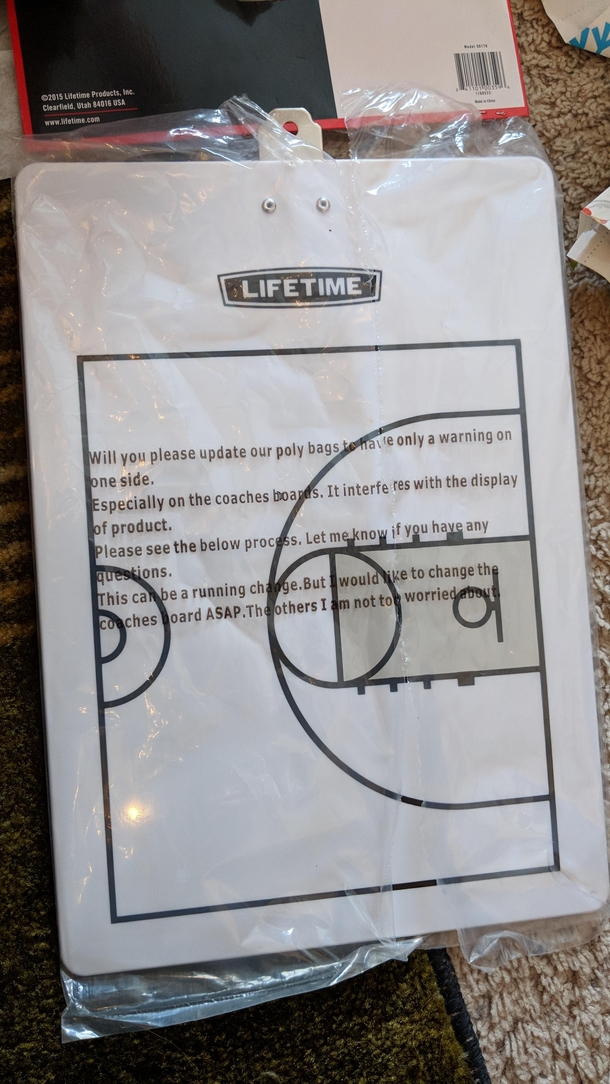 ©2015 Lifetime Products, Inc.
Clearfield, Utah 84016 USA
www.lifetime.com
Made in China
LIFETIME
Will you please update our poly bags to have only a warning on
one side.
Especially on the coaches boards. It interferes with the display
of product.
Please see the below process. Let me know if you have any
questions.
This can be a running change.But I would like to change the
coaches board ASAP.The others I am not too worried about.